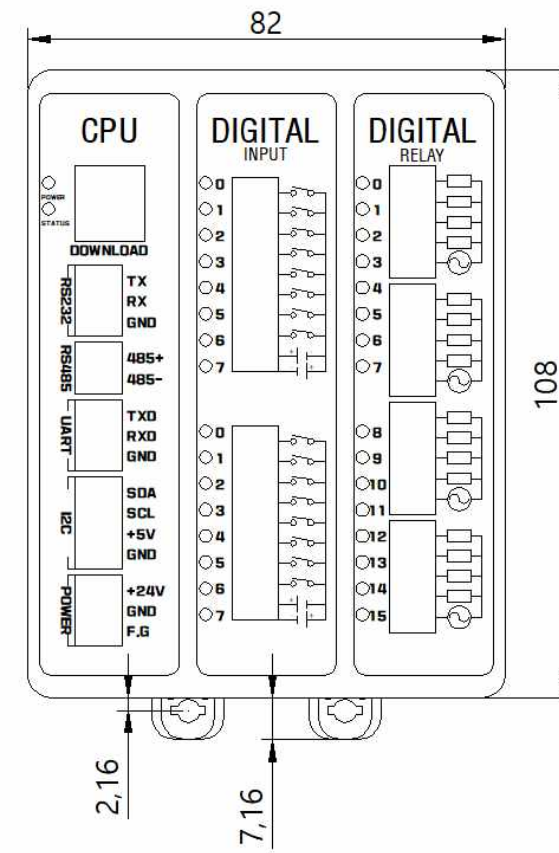 82
CPU
POWER
STATUS
DOWNLOAD
RS232
TX
RX
GND
RS485
485+
485-
UART
TXD
RXD
GND
I2C
SDA
SCL
+5V
GND
POWER
+24V
GND
F.G
DIGITAL
INPUT
0
1
2
3
4
5
6
7
0
1
2
3
4
5
6
7
DIGITAL
RELAY
0
1
2
3
4
5
6
7
8
9
10
11
12
13
14
15
108
2,16
7,16